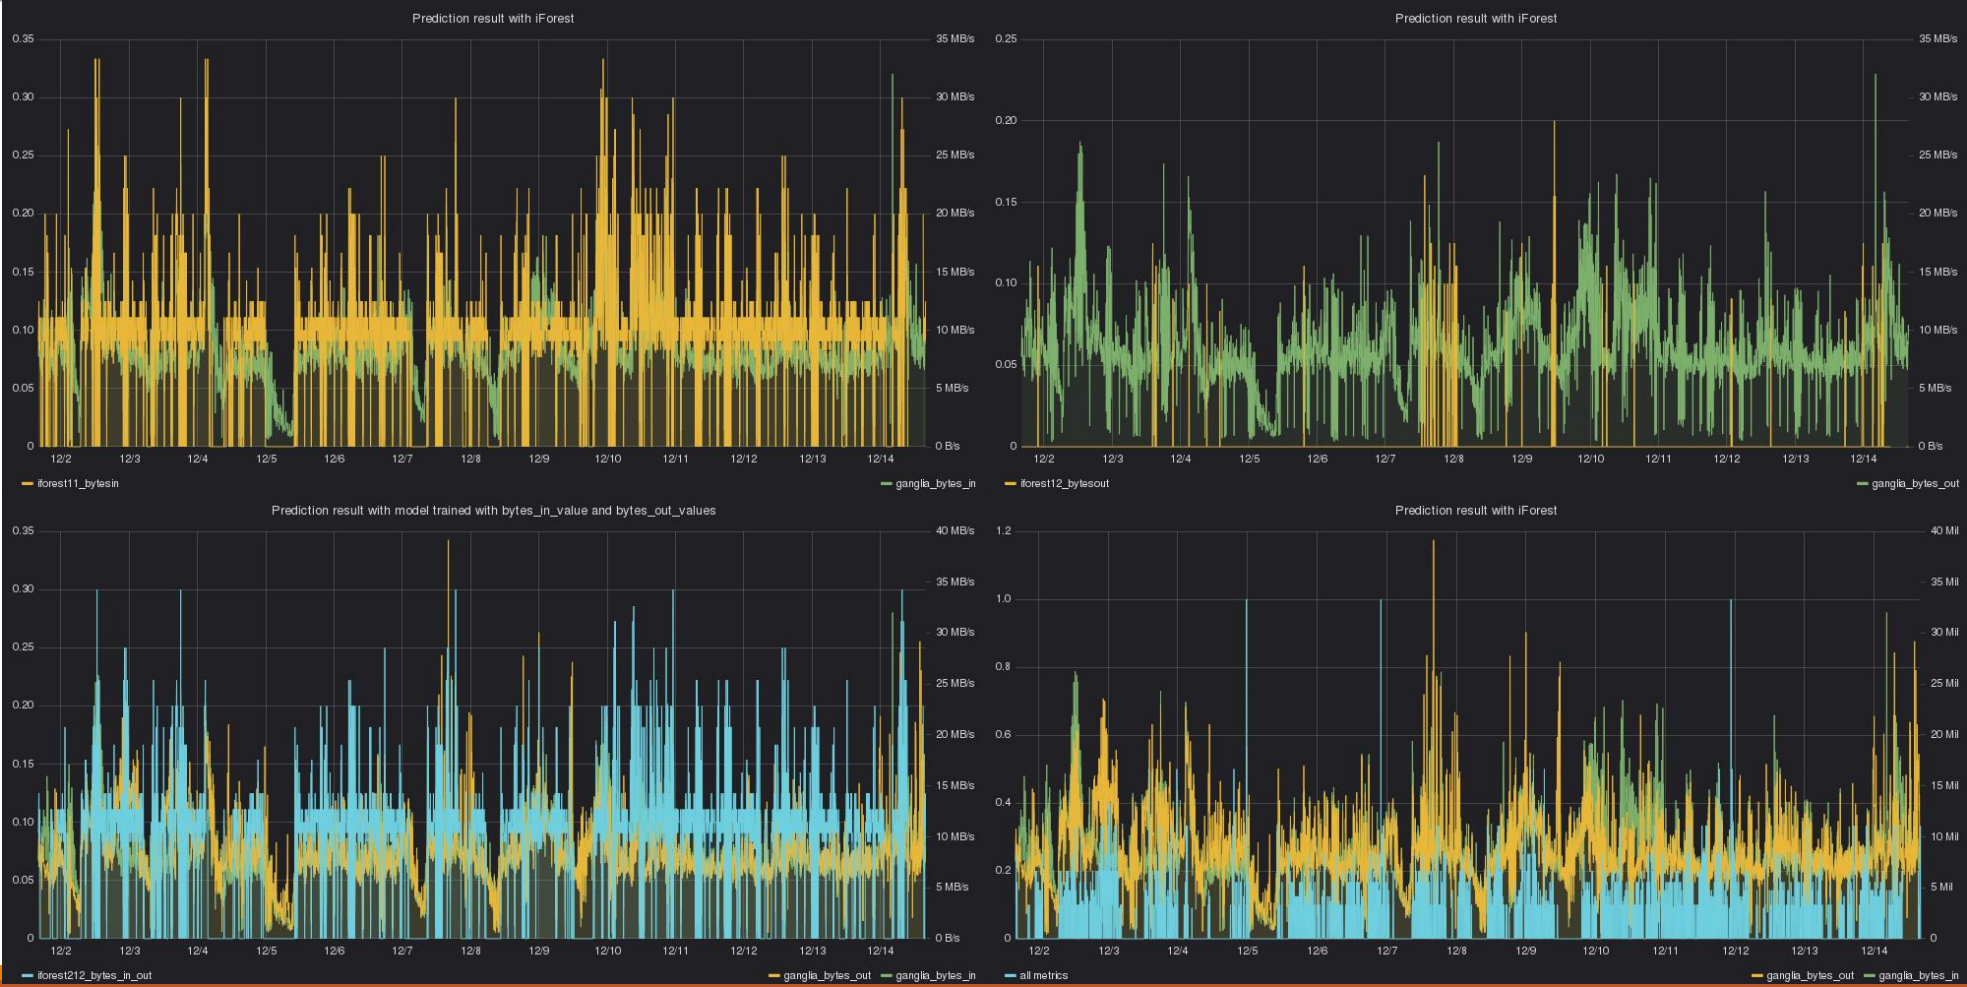 Prediction result with iForest
0.35
0.30
0.25
0.20
0.15
0.10
0.05
0
35 MB/s
30 MB/s
25 MB/s
20 MB/s
15 MB/s
10 MB/s
5 MB/s
0 B/s
12/2 12/3 12/4 12/5 12/6 12/7 12/8 12/9 12/10 12/11 12/12 12/13 12/14
iforest11_bytesin ganglia_bytes_in
Prediction result with iForest
0.25
0.20
0.15
0.10
0.05
0
35 MB/s
30 MB/s
25 MB/s
20 MB/s
15 MB/s
10 MB/s
5 MB/s
0 B/s
12/2 12/3 12/4 12/5 12/6 12/7 12/8 12/9 12/10 12/11 12/12 12/13 12/14
iforest12_bytesout ganglia_bytes_out
Prediction result with model trained with bytes_in_value and bytes_out_values
0.35
0.30
0.25
0.20
0.15
0.10
0.05
0
40 MB/s
35 MB/s
30 MB/s
25 MB/s
20 MB/s
15 MB/s
10 MB/s
5 MB/s
0 B/s
12/2 12/3 12/4 12/5 12/6 12/7 12/8 12/9 12/10 12/11 12/12 12/13 12/14
iforest212_bytes_in_out ganglia_bytes_out ganglia_bytes_in
Prediction result with iForest
1.2
1.0
0.8
0.6
0.4
0.2
0
40 Mil
35 Mil
30 Mil
25 Mil
20 Mil
15 Mil
10 Mil
5 Mil
0
12/2 12/3 12/4 12/5 12/6 12/7 12/8 12/9 12/10 12/11 12/12 12/13 12/14
all metrics ganglia_bytes_out ganglia_bytes_in